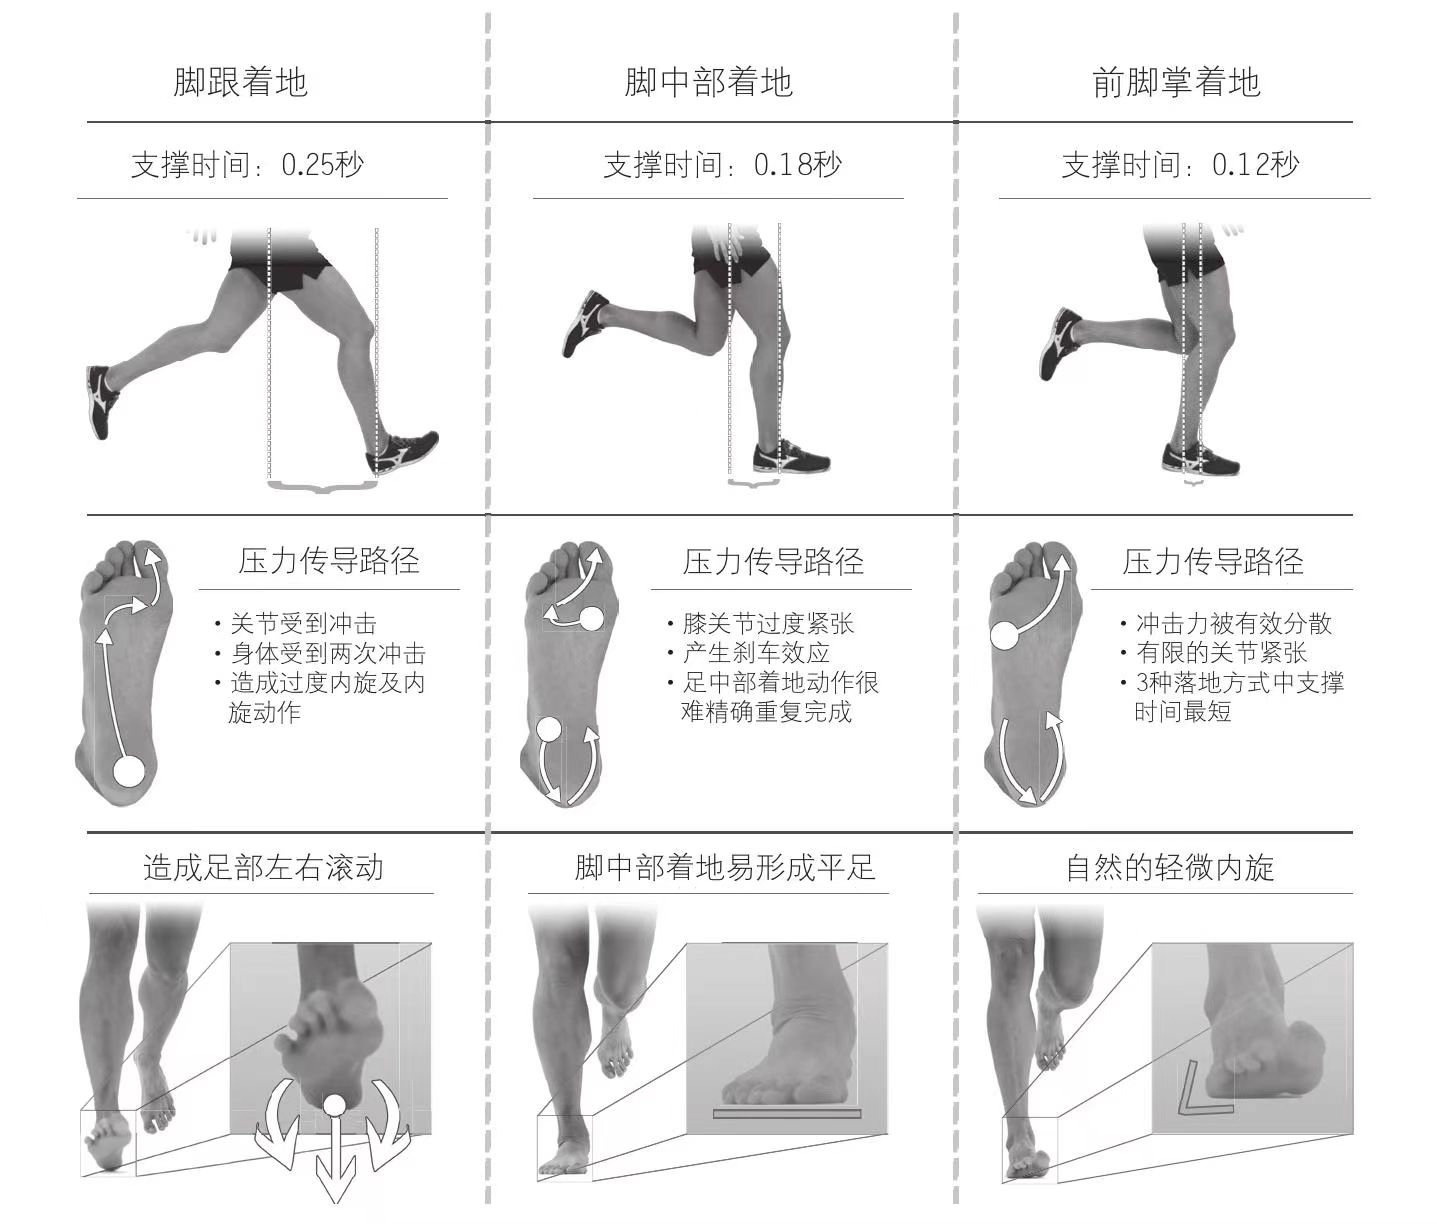 脚跟着地
脚中部着地
前脚掌着地
支撑时间：0.25秒
支撑时间：0.18秒
支撑时间：0.12秒
压力传导路径
・关节受到冲击
・身体受到两次冲击
・造成过度内旋及内
旋动作
压力传导路径
・膝关节过度紧张
・产生刹车效应
・足中部着地动作很
难精确重复完成
压力传导路径
・冲击力被有效分散
・有限的关节紧张
・3种落地方式中支撑
时间最短
造成足部左右滚动
脚中部着地易形成平足
自然的轻微内旋